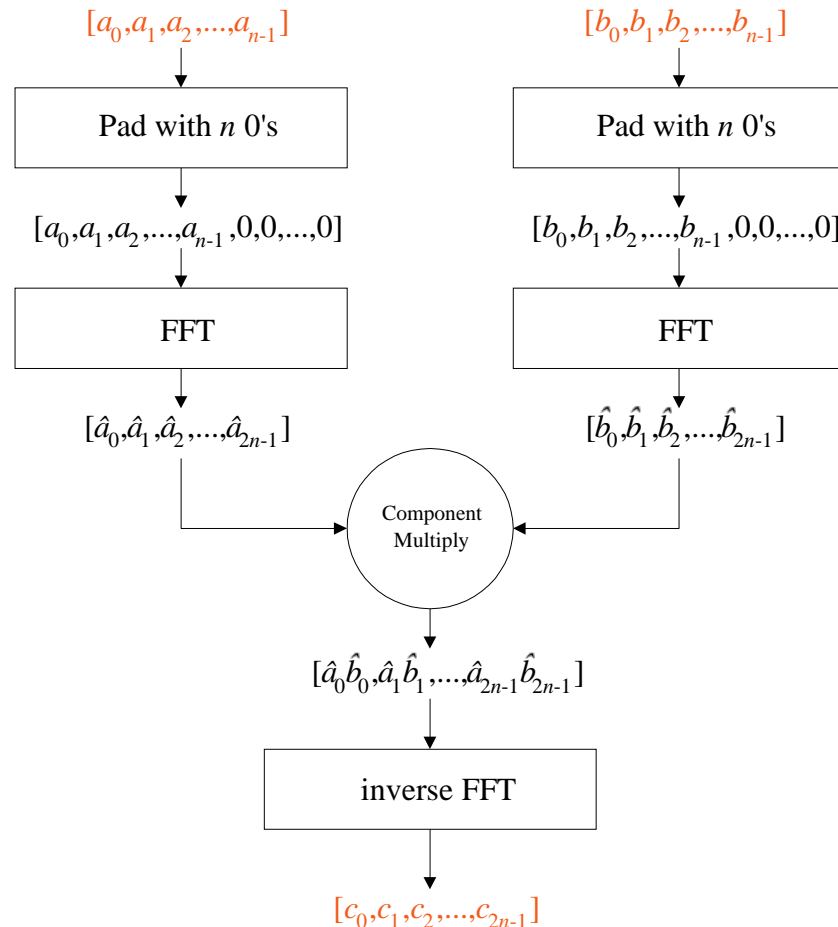 [a₀,a₁,a₂,...,aₙ₋₁]
[b₀,b₁,b₂,...,bₙ₋₁]
Pad with n 0's
Pad with n 0's
[a₀,a₁,a₂,...,aₙ₋₁,0,0,...,0]
[b₀,b₁,b₂,...,bₙ₋₁,0,0,...,0]
FFT
FFT
[â₀,â₁,â₂,...,â₂ₙ₋₁]
[b̂₀,b̂₁,b̂₂,...,b̂₂ₙ₋₁]
Component
Multiply
[â₀b̂₀,â₁b̂₁,...,â₂ₙ₋₁b̂₂ₙ₋₁]
inverse FFT
[c₀,c₁,c₂,...,c₂ₙ₋₁]